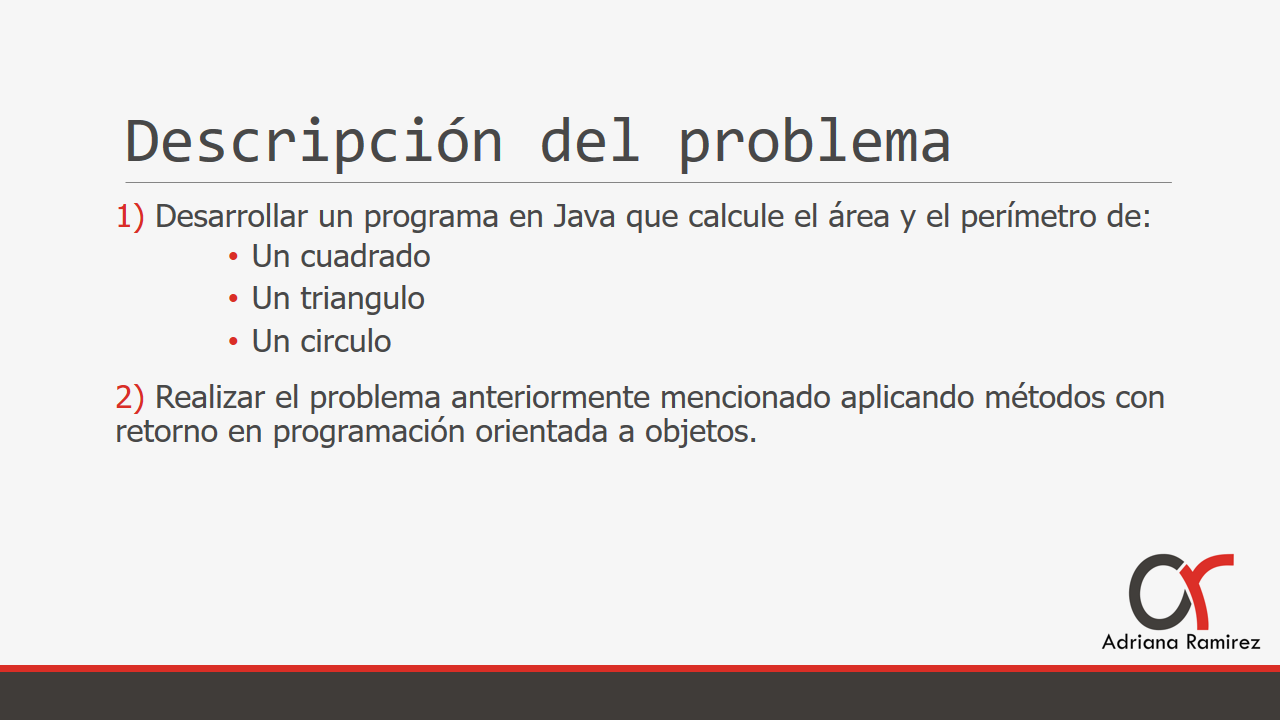 Descripción del problema
1) Desarrollar un programa en Java que calcule el área y el perímetro de:
• Un cuadrado
• Un triangulo
• Un circulo
2) Realizar el problema anteriormente mencionado aplicando métodos con
retorno en programación orientada a objetos.
Adriana Ramirez